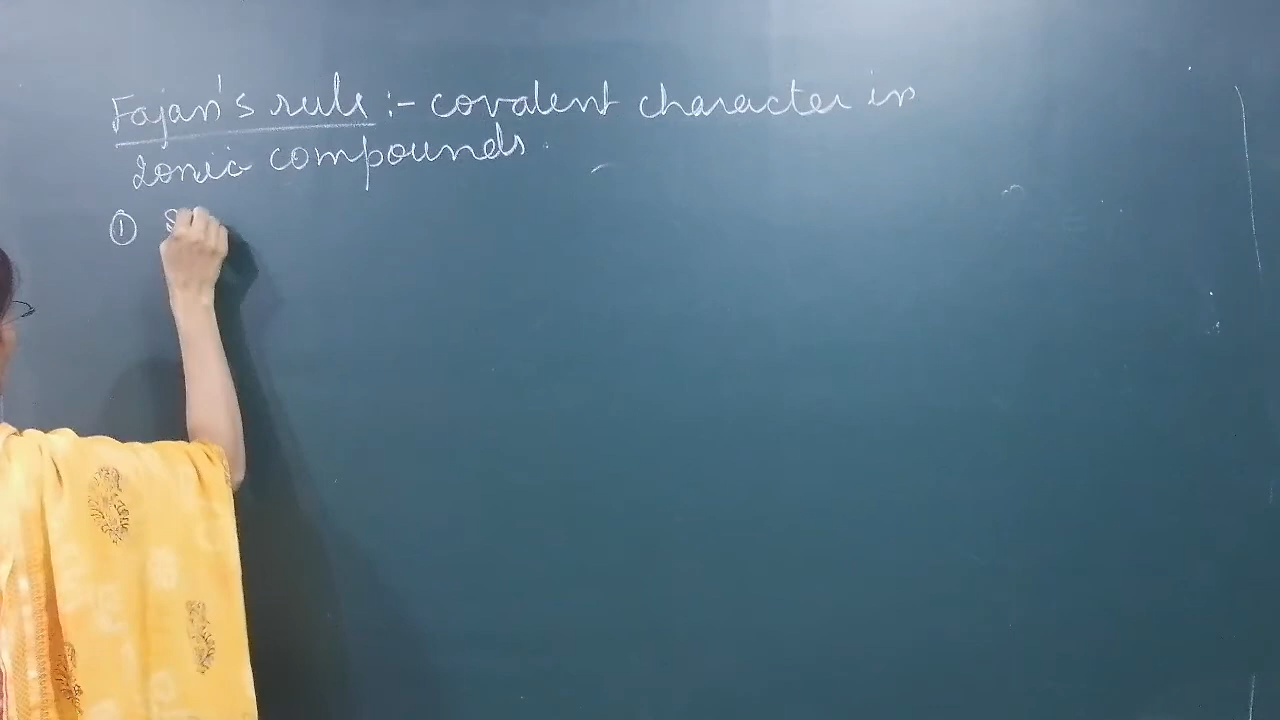 Fajan's rule :- covalent character in
Ionic compounds.
① S